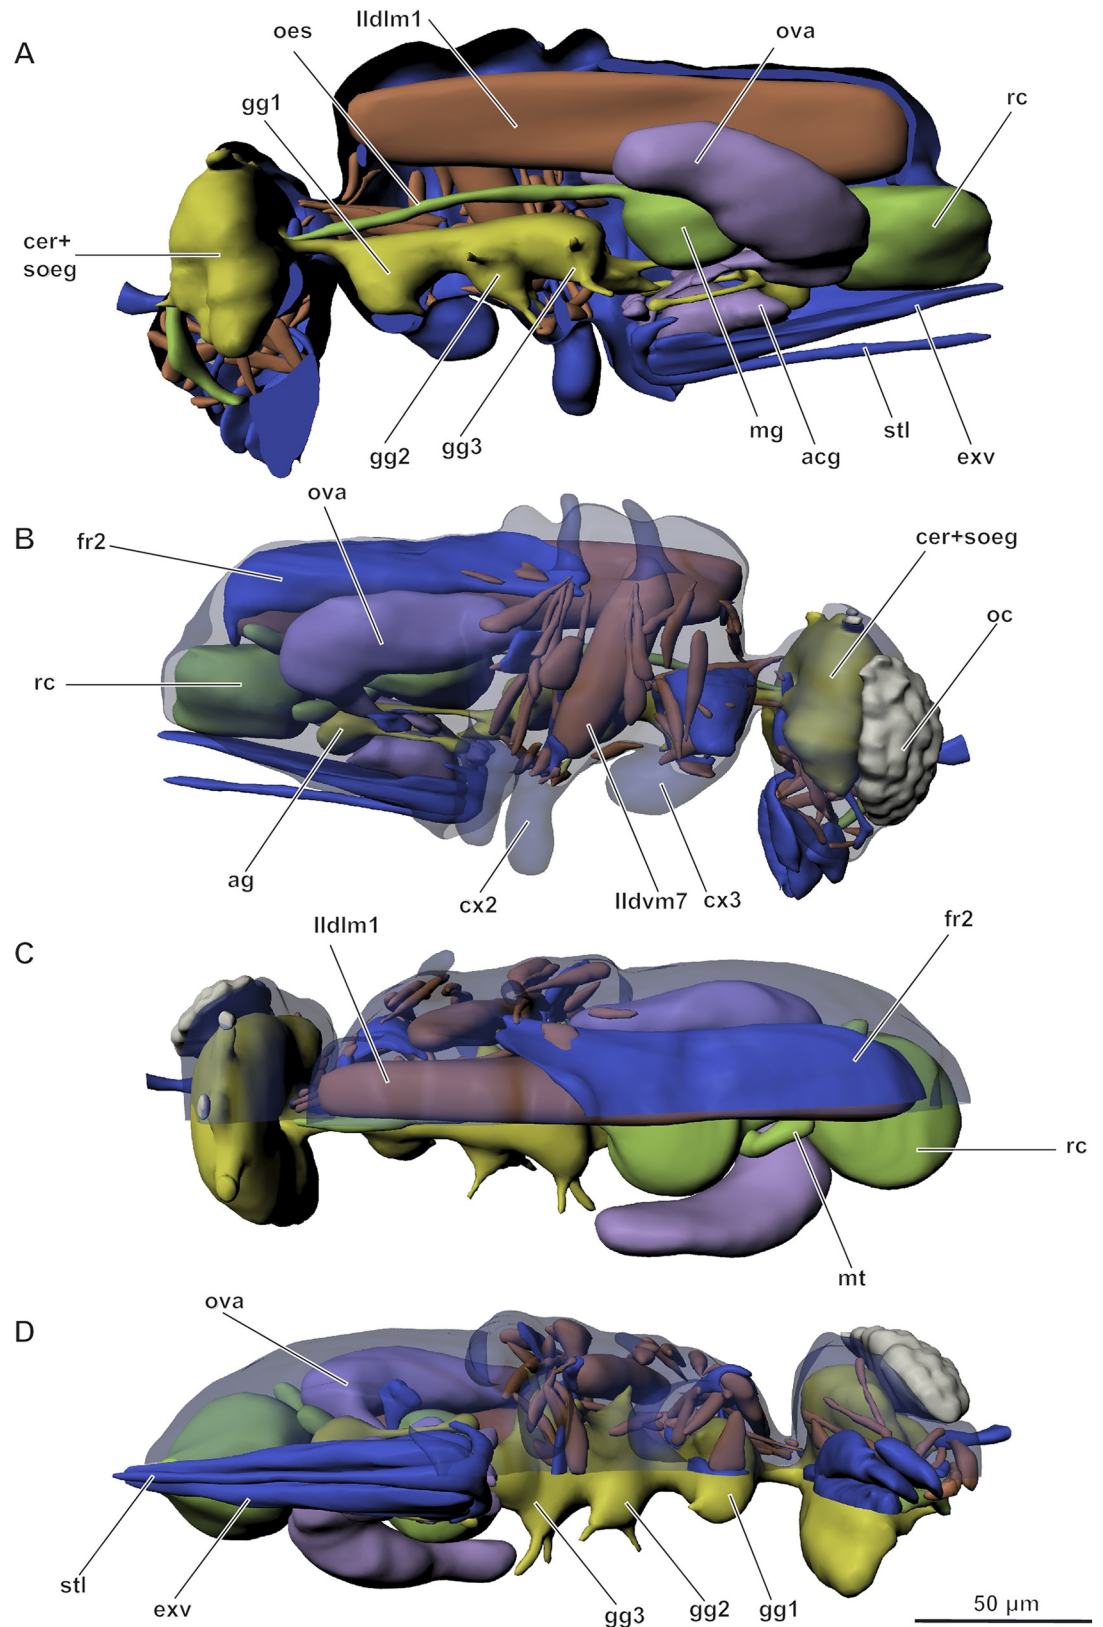 A
oes
IIdlm1
ova
gg1
rc
cer+
soeg
gg2
gg3
mg
acg
stl
exv
B
ova
fr2
cer+soeg
oc
rc
ag
cx2
IIdvm7
cx3
C
IIdlm1
fr2
rc
mt
D
ova
stl
exv
gg3
gg2
gg1
50 µm